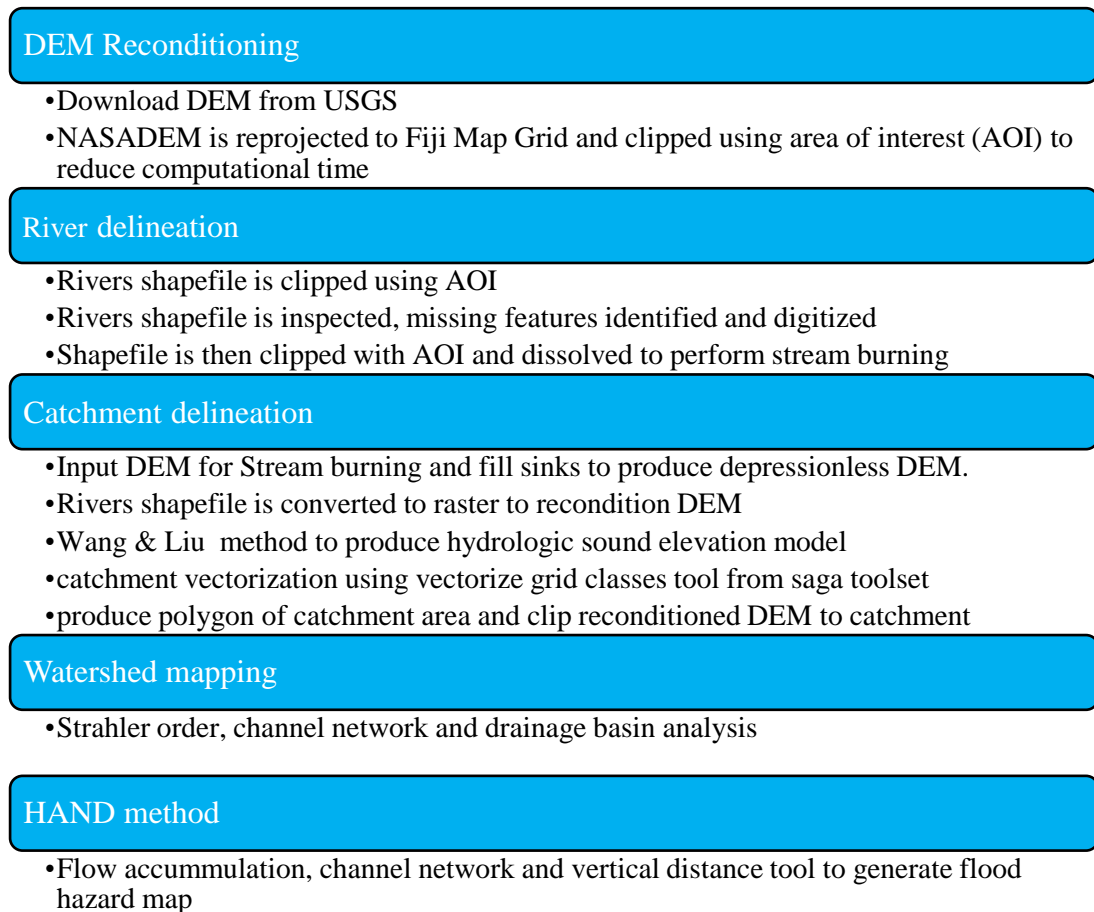 DEM Reconditioning
•Download DEM from USGS
•NASADEM is reprojected to Fiji Map Grid and clipped using area of interest (AOI) to
reduce computational time
River delineation
•Rivers shapefile is clipped using AOI
•Rivers shapefile is inspected, missing features identified and digitized
•Shapefile is then clipped with AOI and dissolved to perform stream burning
Catchment delineation
•Input DEM for Stream burning and fill sinks to produce depressionless DEM.
•Rivers shapefile is converted to raster to recondition DEM
•Wang & Liu  method to produce hydrologic sound elevation model
•catchment vectorization using vectorize grid classes tool from saga toolset
•produce polygon of catchment area and clip reconditioned DEM to catchment
Watershed mapping
•Strahler order, channel network and drainage basin analysis
HAND method
•Flow accummulation, channel network and vertical distance tool to generate flood
hazard map